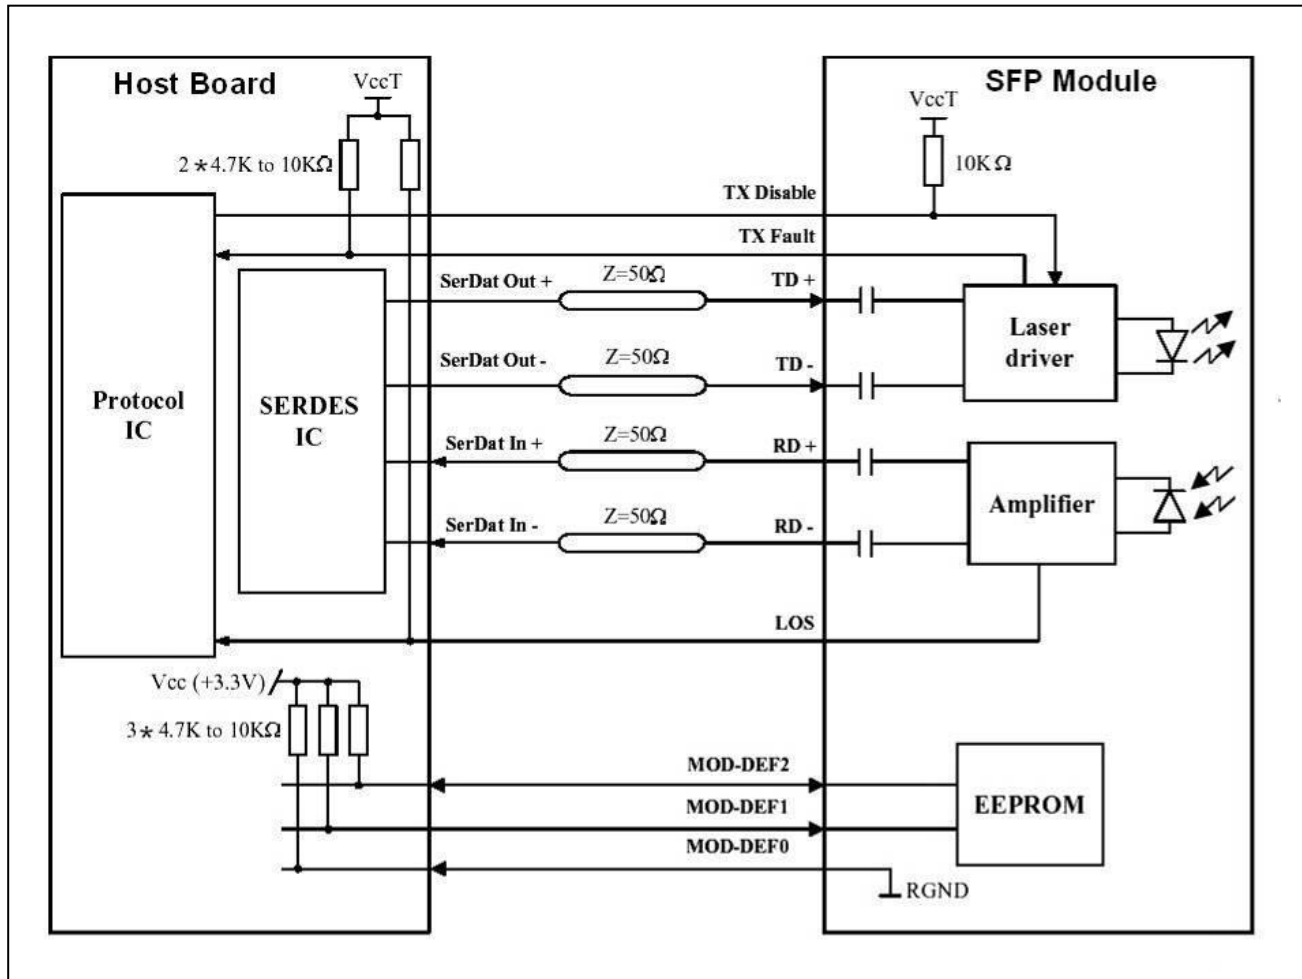 Host Board
SFP Module
VccT
VccT
2*4.7K to 10KΩ
10KΩ
TX Disable
TX Fault
SerDat Out +
Z=50Ω
TD +
Laser
driver
SerDat Out -
Z=50Ω
TD -
Protocol
IC
SERDES
IC
SerDat In +
Z=50Ω
RD +
Amplifier
SerDat In -
Z=50Ω
RD -
LOS
Vcc (+3.3V)
3*4.7K to 10KΩ
MOD-DEF2
MOD-DEF1
MOD-DEF0
EEPROM
RGND